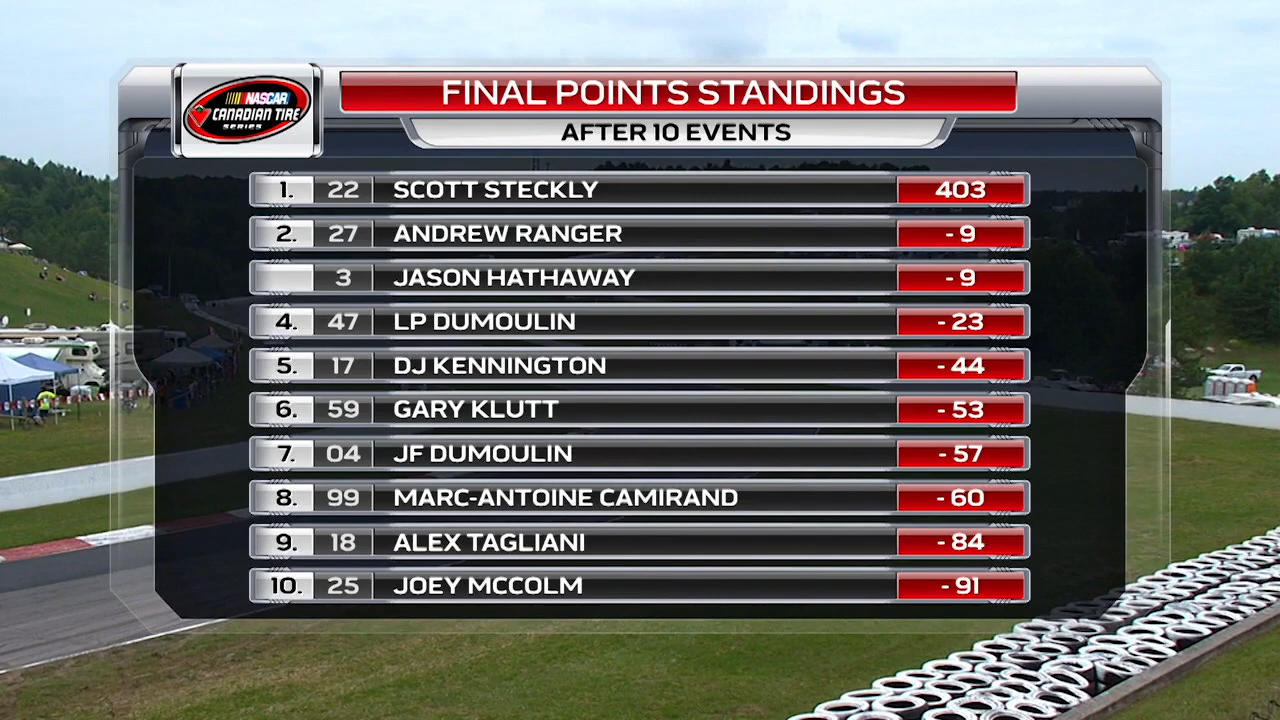 NASCAR
CANADIAN TIRE
SERIES
FINAL POINTS STANDINGS
AFTER 10 EVENTS
1. 22 SCOTT STECKLY 403
2. 27 ANDREW RANGER - 9
3 JASON HATHAWAY - 9
4. 47 LP DUMOULIN - 23
5. 17 DJ KENNINGTON - 44
6. 59 GARY KLUTT - 53
7. 04 JF DUMOULIN - 57
8. 99 MARC-ANTOINE CAMIRAND - 60
9. 18 ALEX TAGLIANI - 84
10. 25 JOEY MCCOLM - 91